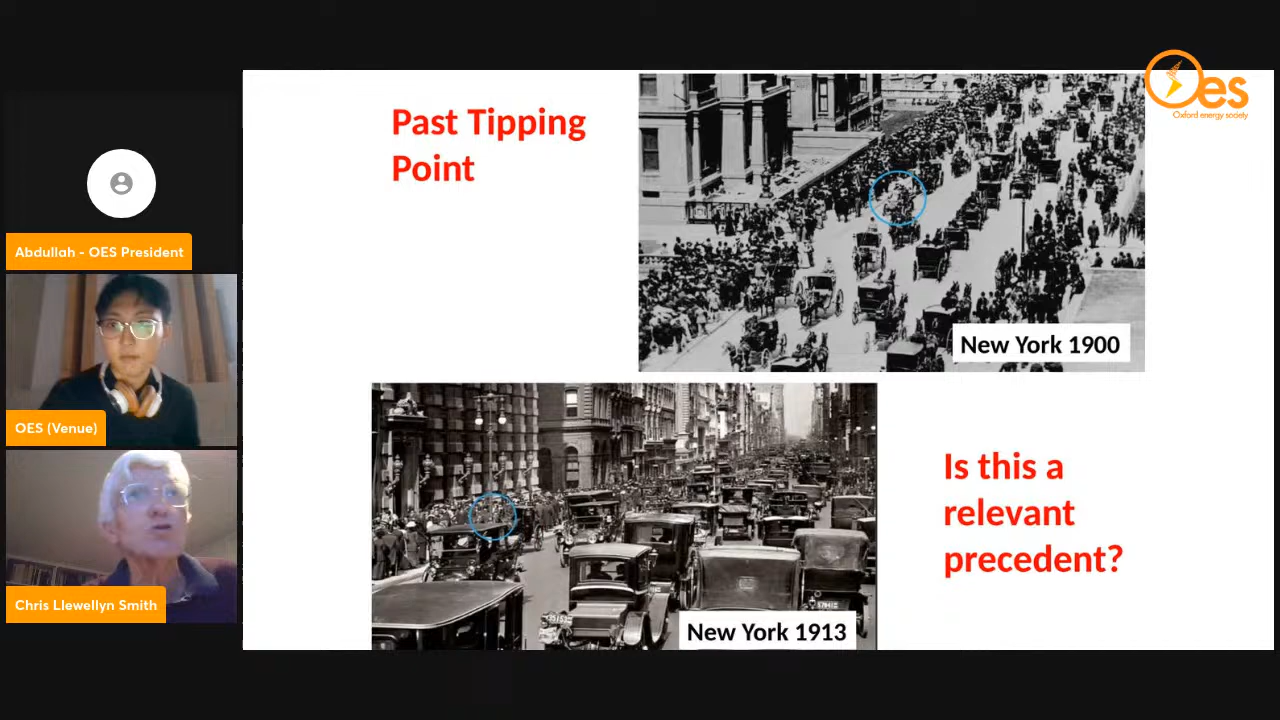 Oes
Oxford energy society
Past Tipping
Point
New York 1900
Abdullah - OES President
OES (Venue)
Chris Llewellyn Smith
Is this a
relevant
precedent?
New York 1913